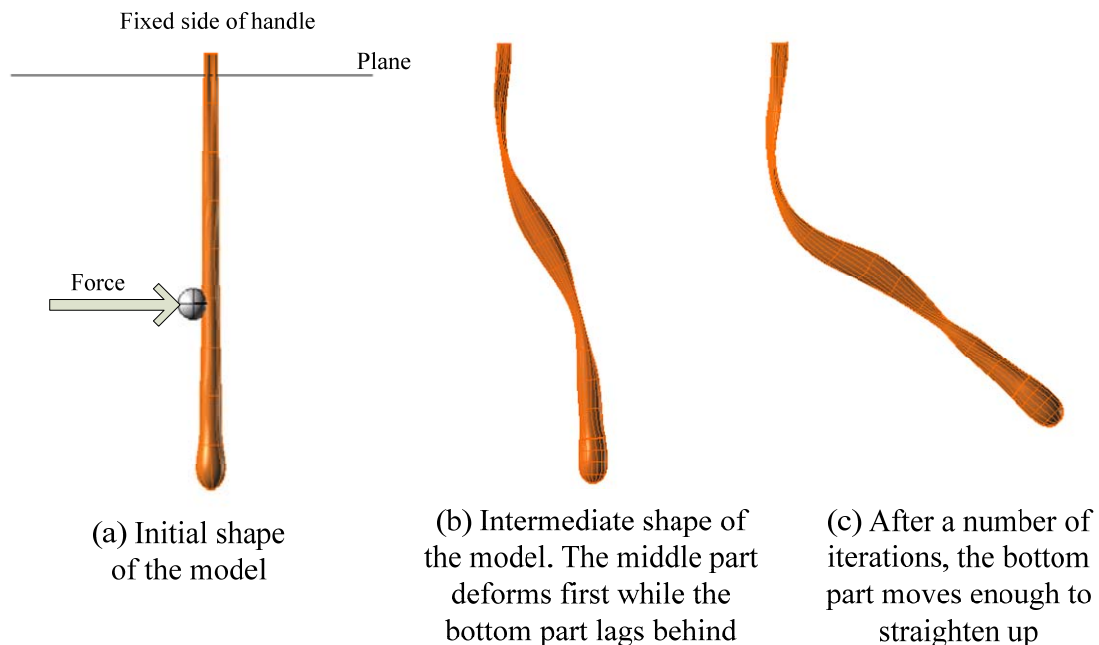 Fixed side of handle
Plane
Force
(a) Initial shape
of the model
(b) Intermediate shape of
the model. The middle part
deforms first while the
bottom part lags behind
(c) After a number of
iterations, the bottom
part moves enough to
straighten up